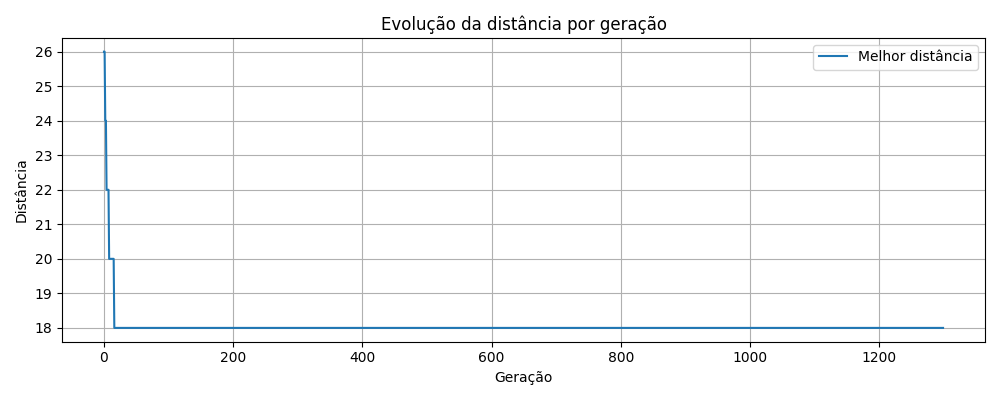 Evolução da distância por geração
Melhor distância
Distância
26
25
24
23
22
21
20
19
18
0 200 400 600 800 1000 1200
Geração